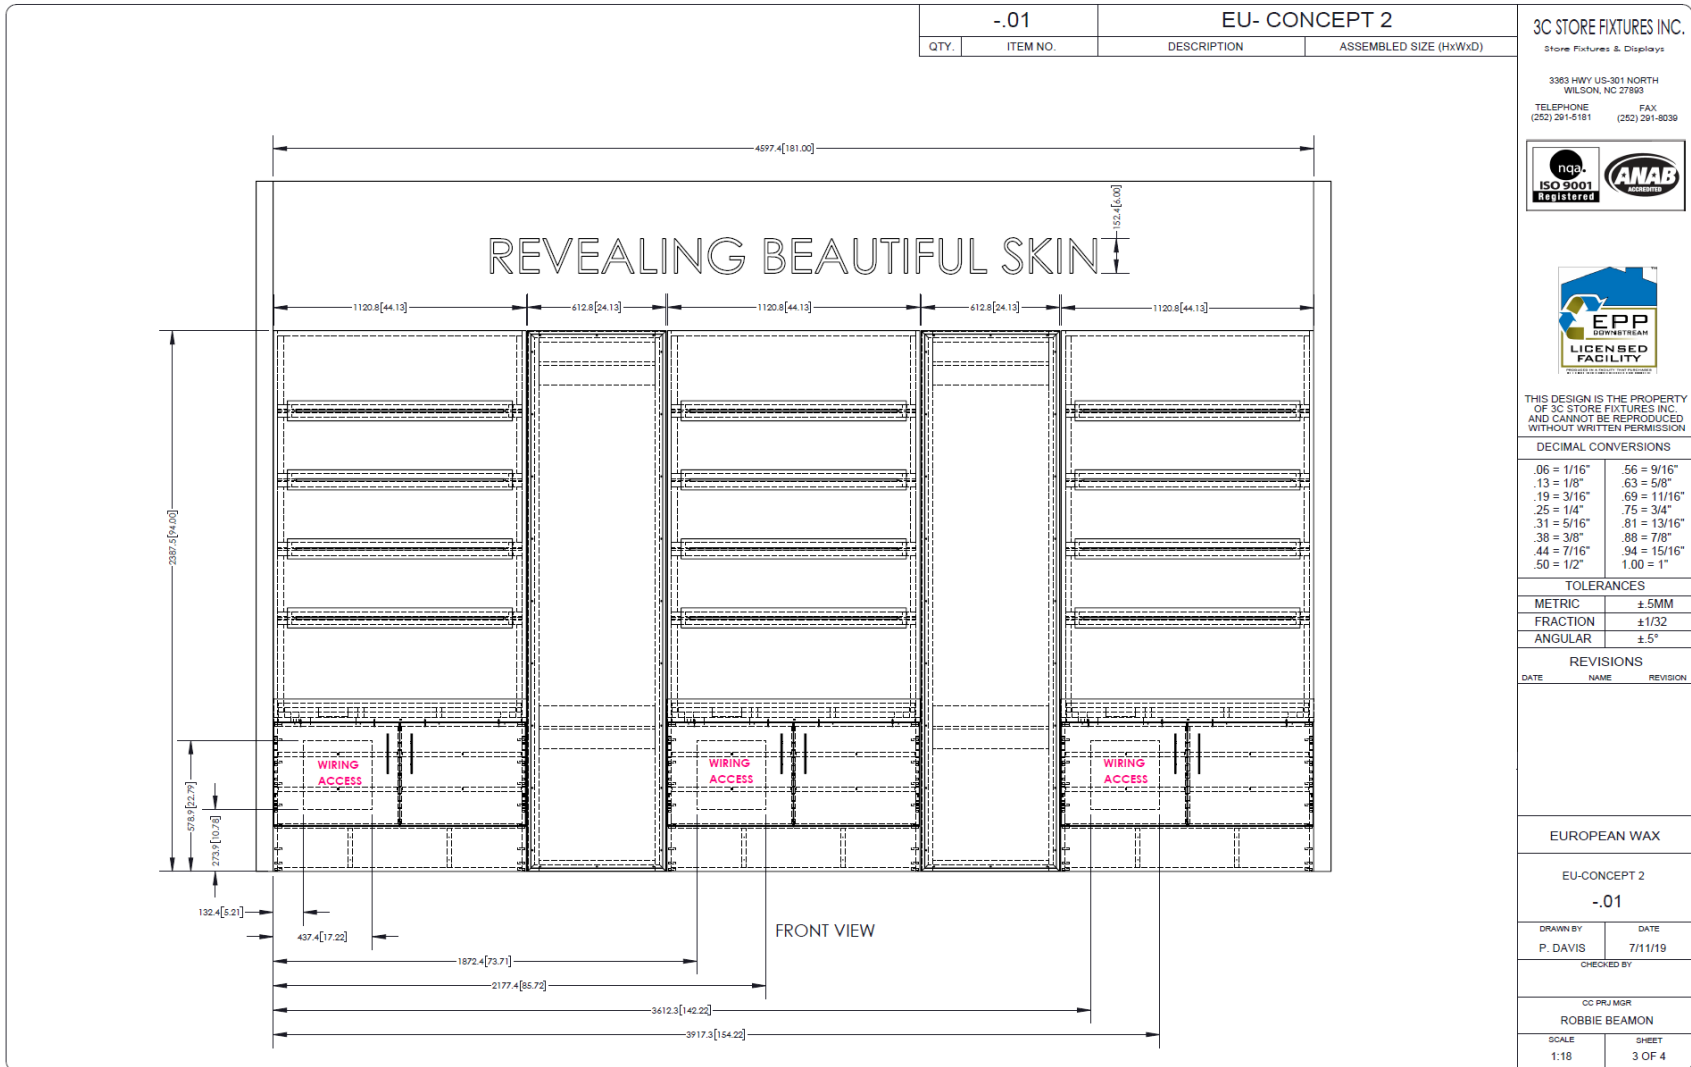 -.01
EU- CONCEPT 2
QTY.
ITEM NO.
DESCRIPTION
ASSEMBLED SIZE (HxWxD)
3C STORE FIXTURES INC.
Store Fixtures & Displays
3363 HWY US-301 NORTH
WILSON, NC 27893
TELEPHONE
(252) 291-5181
FAX
(252) 291-8039
nqa.
ISO 9001
Registered
ANAB
ACCREDITED
TM
EPP
DOWNSTREAM
LICENSED
FACILITY
THIS DESIGN IS THE PROPERTY
OF 3C STORE FIXTURES INC.
AND CANNOT BE REPRODUCED
WITHOUT WRITTEN PERMISSION
DECIMAL CONVERSIONS
.06 = 1/16" .56 = 9/16"
.13 = 1/8" .63 = 5/8"
.19 = 3/16" .69 = 11/16"
.25 = 1/4" .75 = 3/4"
.31 = 5/16" .81 = 13/16"
.38 = 3/8" .88 = 7/8"
.44 = 7/16" .94 = 15/16"
.50 = 1/2" 1.00 = 1"
TOLERANCES
METRIC ±.5MM
FRACTION ±1/32
ANGULAR ±.5°
REVISIONS
DATE NAME REVISION
EUROPEAN WAX
EU-CONCEPT 2
-.01
DRAWN BY
P. DAVIS
DATE
7/11/19
CHECKED BY
CC PRJ MGR
ROBBIE BEAMON
SCALE
1:18
SHEET
3 OF 4
4597.4[181.00]
152.4[6.00]
REVEALING BEAUTIFUL SKIN
1120.8[44.13]
612.8[24.13]
1120.8[44.13]
612.8[24.13]
1120.8[44.13]
2387.5[94.00]
WIRING
ACCESS
WIRING
ACCESS
WIRING
ACCESS
578.9[22.79]
273.9[10.78]
132.4[5.21]
437.4[17.22]
FRONT VIEW
1872.4[73.71]
2177.4[85.72]
3612.3[142.22]
3917.3[154.22]